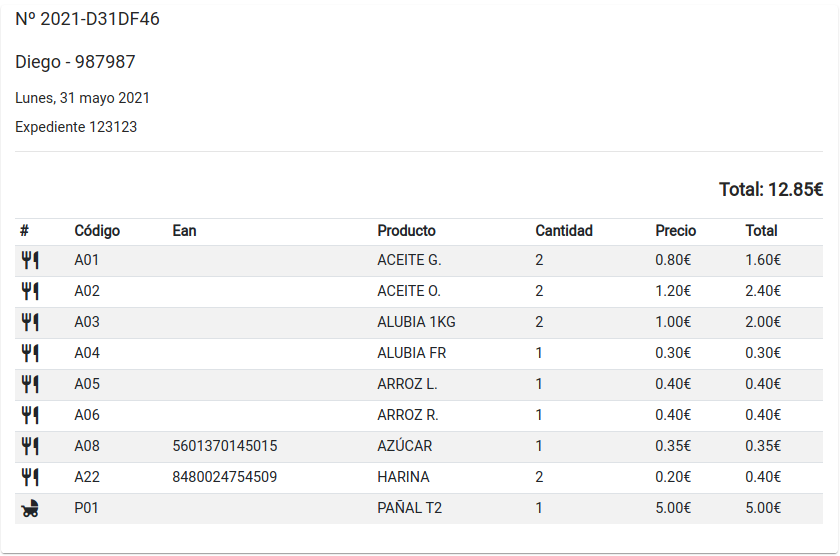 Nº 2021-D31DF46
Diego - 987987
Lunes, 31 mayo 2021
Expediente 123123
Total: 12.85€
# Código Ean Producto Cantidad Precio Total
A01 ACEITE G. 2 0.80€ 1.60€
A02 ACEITE O. 2 1.20€ 2.40€
A03 ALUBIA 1KG 2 1.00€ 2.00€
A04 ALUBIA FR 1 0.30€ 0.30€
A05 ARROZ L. 1 0.40€ 0.40€
A06 ARROZ R. 1 0.40€ 0.40€
A08 5601370145015 AZÚCAR 1 0.35€ 0.35€
A22 8480024754509 HARINA 2 0.20€ 0.40€
P01 PAÑAL T2 1 5.00€ 5.00€